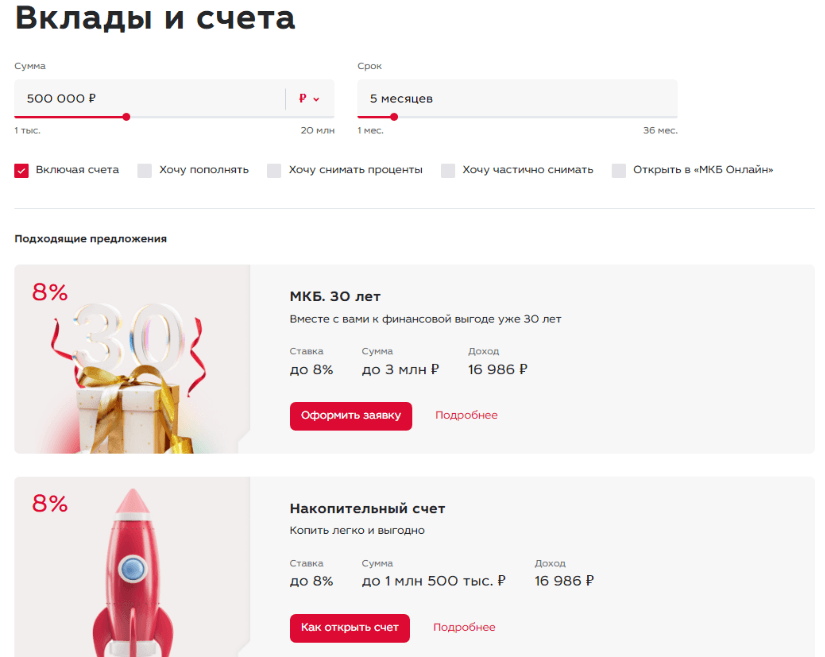 Вклады и счета
Сумма Срок
500 000 ₽ ₽ 5 месяцев
1 тыс. 20 млн 1 мес. 36 мес.
Включая счета Хочу пополнять Хочу снимать проценты Хочу частично снимать Открыть в «МКБ Онлайн»
Подходящие предложения
8%
30
МКБ. 30 лет
Вместе с вами к финансовой выгоде уже 30 лет
Ставка Сумма Доход
до 8% до 3 млн ₽ 16 986 ₽
Оформить заявку Подробнее
8%
Накопительный счет
Копить легко и выгодно
Ставка Сумма Доход
до 8% до 1 млн 500 тыс. ₽ 16 986 ₽
Как открыть счет Подробнее